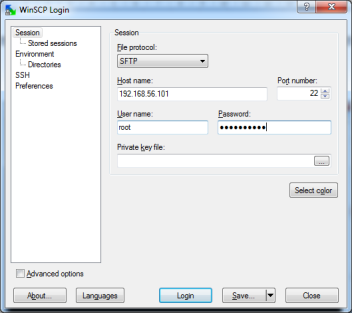 WinSCP Login
Session
Stored sessions
Environment
Directories
SSH
Preferences
Session
File protocol:
SFTP
Host name:
Port number:
192.168.56.101
22
User name:
Password:
root
●●●●●●●●●●
Private key file:
...
Select color
Advanced options
About...
Languages
Login
Save...
Close